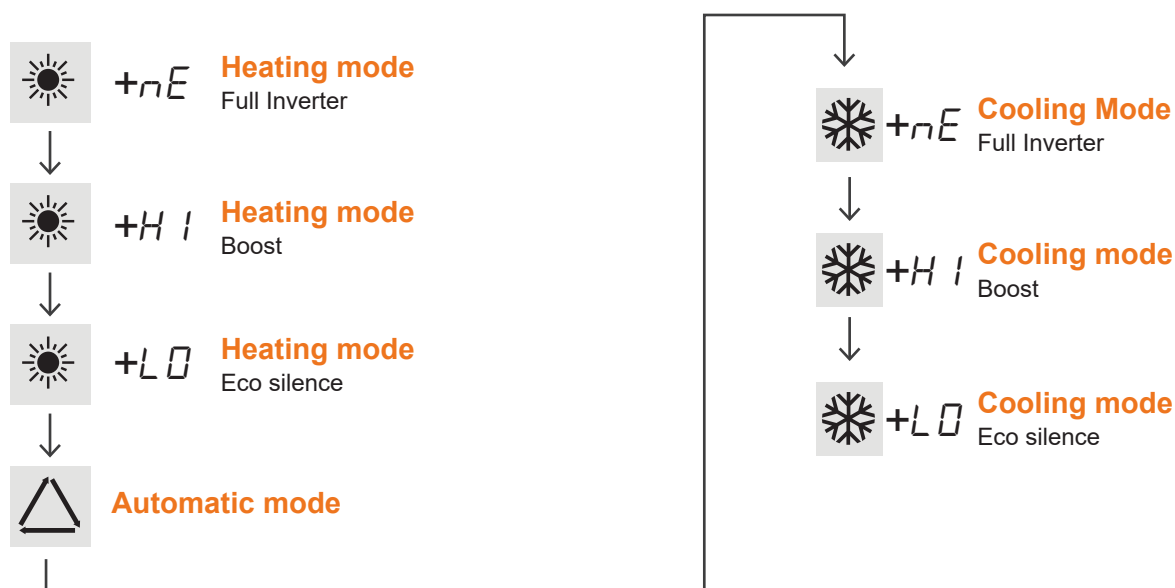 +nE Heating mode
Full Inverter
+HI Heating mode
Boost
+LO Heating mode
Eco silence
Automatic mode
+nE Cooling Mode
Full Inverter
+HI Cooling mode
Boost
+LO Cooling mode
Eco silence